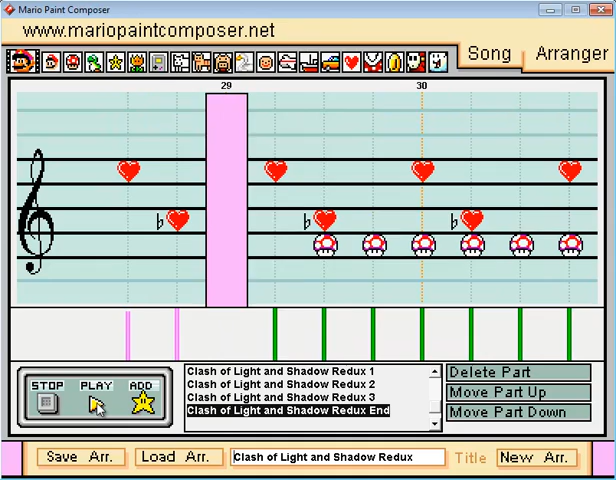 Mario Paint Composer
www.mariopaintcomposer.net
Song Arranger
29 30
STOP PLAY ADD
Clash of Light and Shadow Redux 1
Clash of Light and Shadow Redux 2
Clash of Light and Shadow Redux 3
Clash of Light and Shadow Redux End
Delete Part
Move Part Up
Move Part Down
Save Arr. Load Arr. Clash of Light and Shadow Redux Title New Arr.